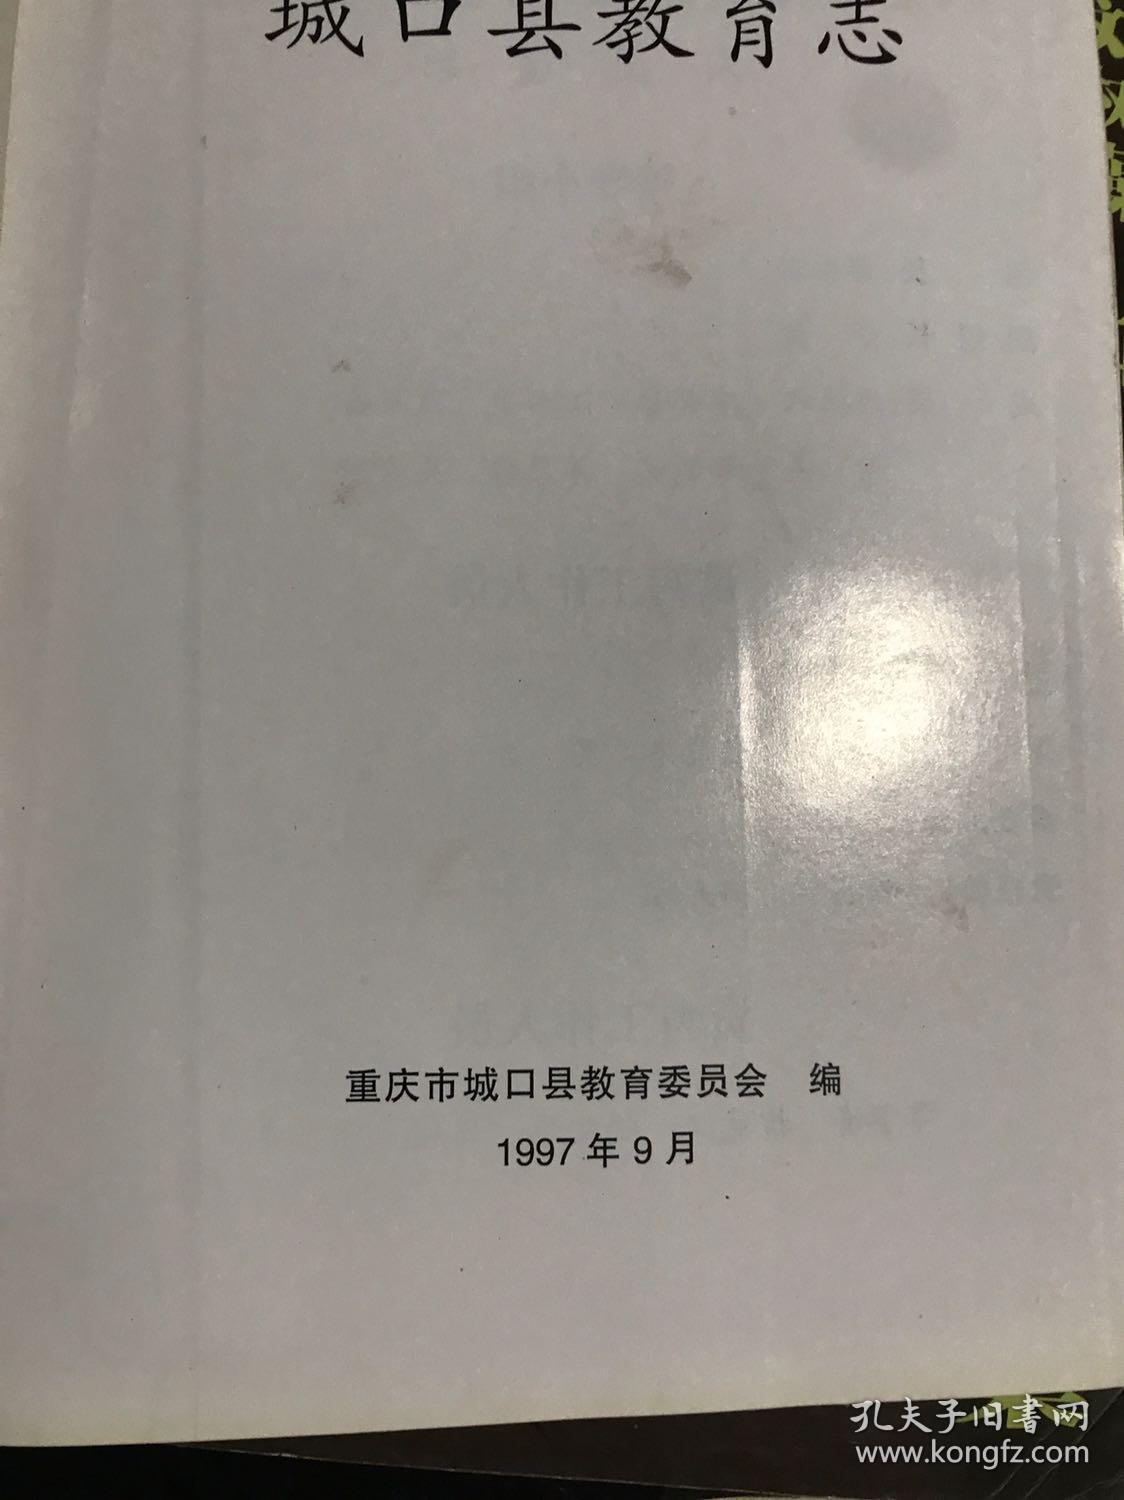 城口县教育志
重庆市城口县教育委员会 编
1997年9月
孔夫子旧书网
www.kongfz.com